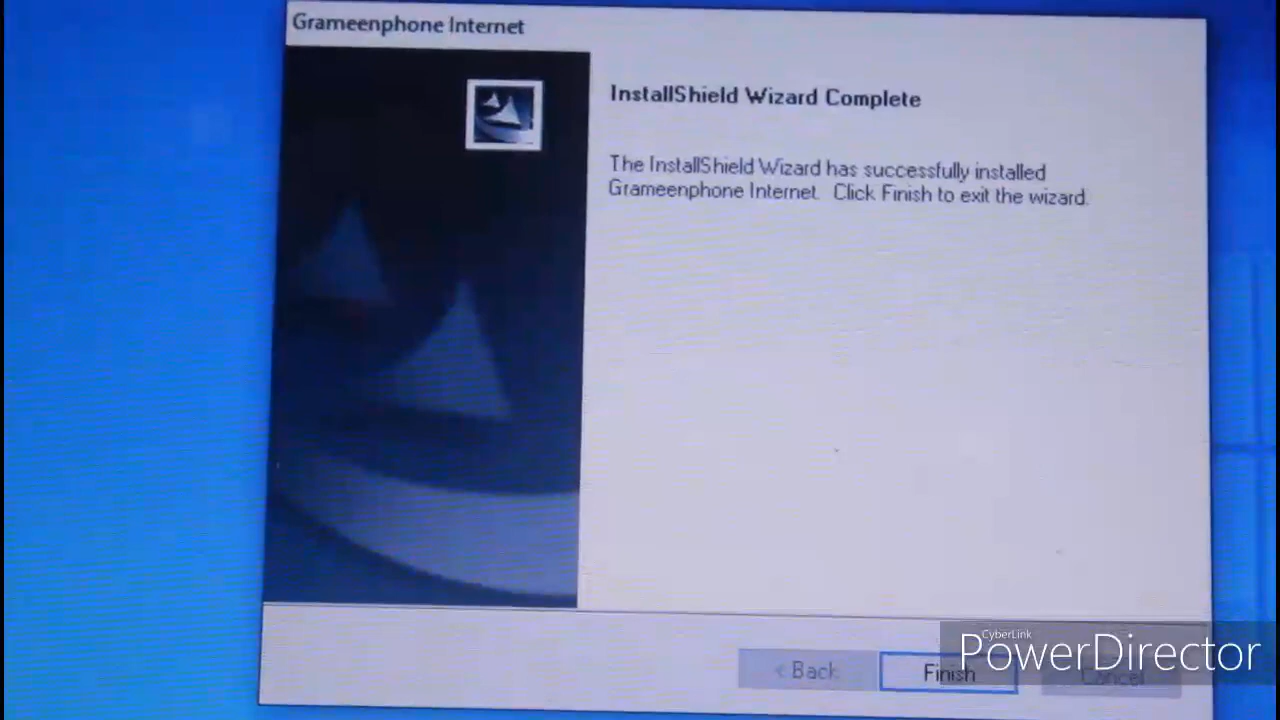 Grameenphone Internet
InstallShield Wizard Complete
The InstallShield Wizard has successfully installed
Grameenphone Internet. Click Finish to exit the wizard.
< Back
Finish
Cancel
CyberLink
PowerDirector